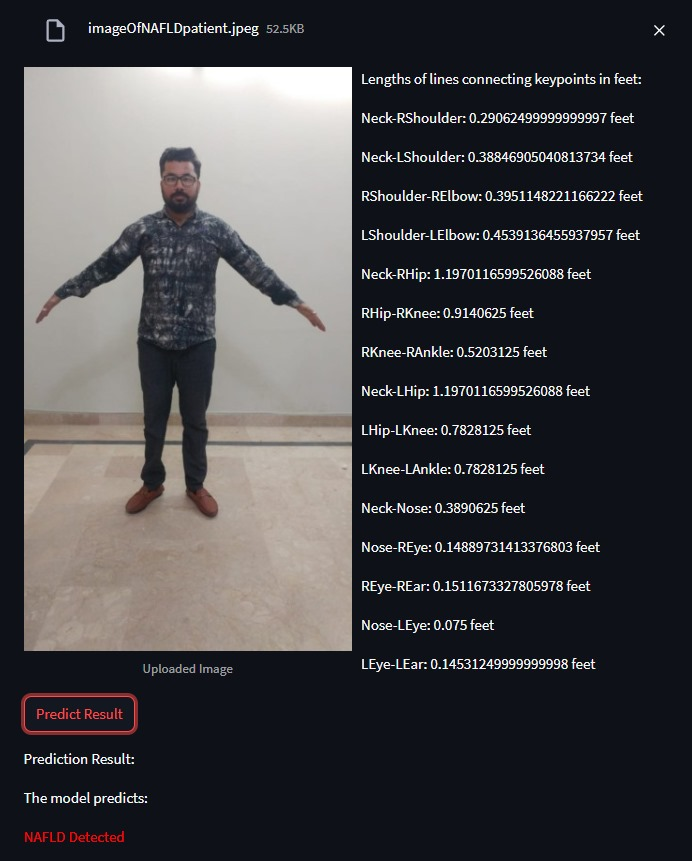 imageOfNAFLDpatient.jpeg 52.5KB
Lengths of lines connecting keypoints in feet:
Neck-RShoulder: 0.29062499999999997 feet
Neck-LShoulder: 0.38846905040813734 feet
RShoulder-RElbow: 0.3951148221166222 feet
LShoulder-LElbow: 0.4539136455937957 feet
Neck-RHip: 1.1970116599526088 feet
RHip-RKnee: 0.9140625 feet
RKnee-RAnkle: 0.5203125 feet
Neck-LHip: 1.1970116599526088 feet
LHip-LKnee: 0.7828125 feet
LKnee-LAnkle: 0.7828125 feet
Neck-Nose: 0.3890625 feet
Nose-REye: 0.14889731413376803 feet
REye-REar: 0.1511673327805978 feet
Nose-LEye: 0.075 feet
LEye-LEar: 0.14531249999999998 feet
Uploaded Image
Predict Result
Prediction Result:
The model predicts:
NAFLD Detected